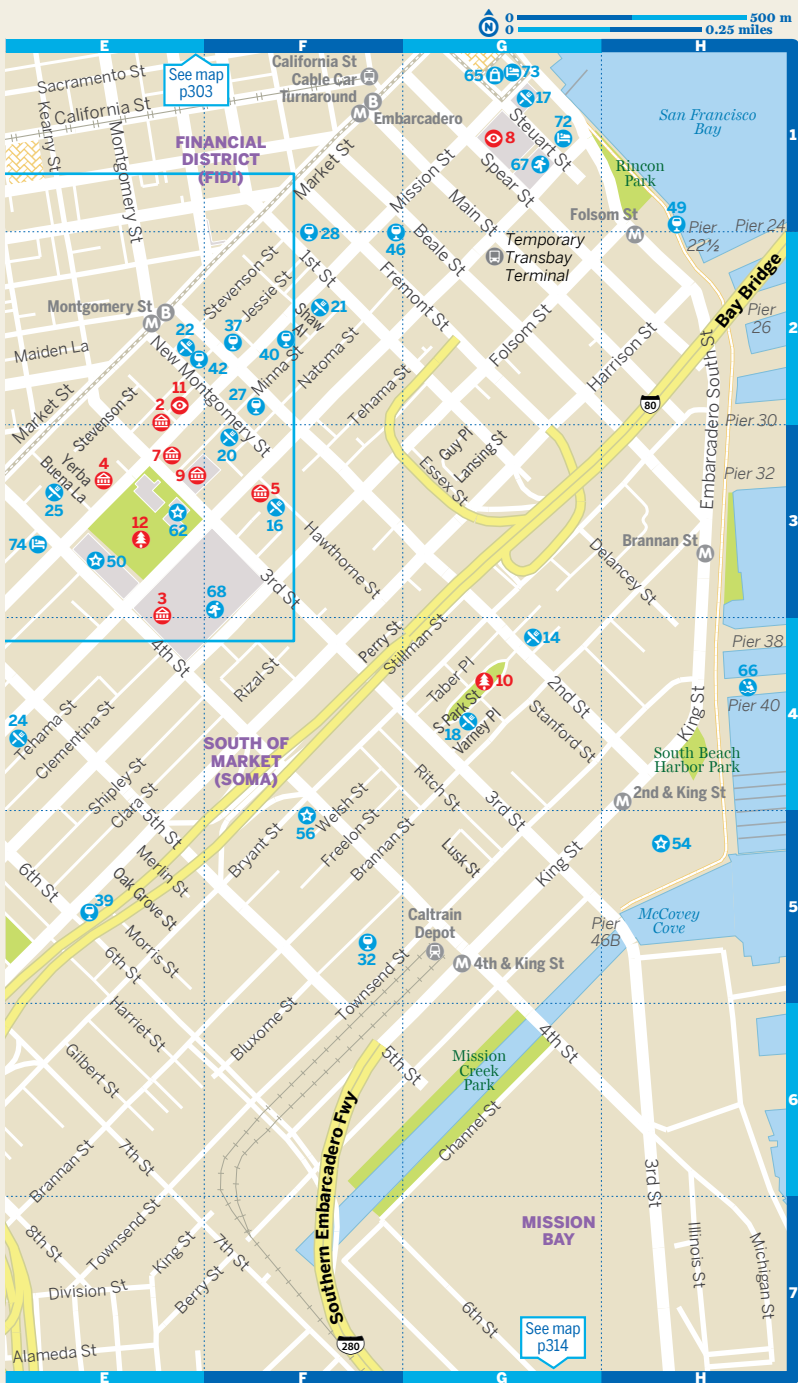 N
0 500 m
0 0.25 miles
E
F
G
H
Sacramento St
See map
p303
California St
Cable Car
Turnaround
65
73
California St
B
M
Embarcadero
17
San Francisco
Bay
1
Kearny St
Montgomery St
FINANCIAL
DISTRICT
(FIDI)
Market St
8
Steuart St
72
67
Spear St
Mission St
Main St
Rincon
Park
Folsom St
M
49
Pier
22½
Pier 24
28
46
Beale St
Temporary
Transbay
Terminal
1st St
Fremont St
Bay Bridge
Stevenson St
Jessie St
21
Shaw
Al
Montgomery St
B
M
22
37
40
42
Minna St
Natoma St
Folsom St
Harrison St
Pier
26
2
Maiden La
New Montgomery St
Market St
Stevenson St
11
2
27
Tehama St
80
Embarcadero South St
Pier 30
7
20
Guy Pl
Lansing St
Essex St
Yerba
Buena La
4
9
5
Pier 32
25
16
12
62
3
74
50
Hawthorne St
Brannan St
M
Delancey St
3
68
3rd St
4th St
Perry St
Stillman St
14
Pier 38
Rizal St
Taber Pl
10
66
Pier 40
S Park St
2nd St
4
24
Tehama St
Clementina St
18
Varney Pl
Stanford St
King St
SOUTH OF
MARKET
(SOMA)
South Beach
Harbor Park
Shipley St
Clara St
Ritch St
M
2nd & King St
5th St
56
Welsh St
Freelon St
3rd St
Bryant St
Brannan St
Lusk St
King St
54
6th St
Merlin St
Oak Grove St
39
5
Caltrain
Depot
Pier
46B
McCovey
Cove
Morris St
32
M
4th & King St
6th St
Townsend St
Harriet St
Bluxome St
4th St
5th St
Gilbert St
Mission
Creek
Park
6
Channel St
Brannan St
7th St
Southern Embarcadero Fwy
3rd St
8th St
Townsend St
King St
7th St
MISSION
BAY
Illinois St
Michigan St
Berry St
Division St
7
6th St
See map
p314
280
Alameda St
E
F
G
H